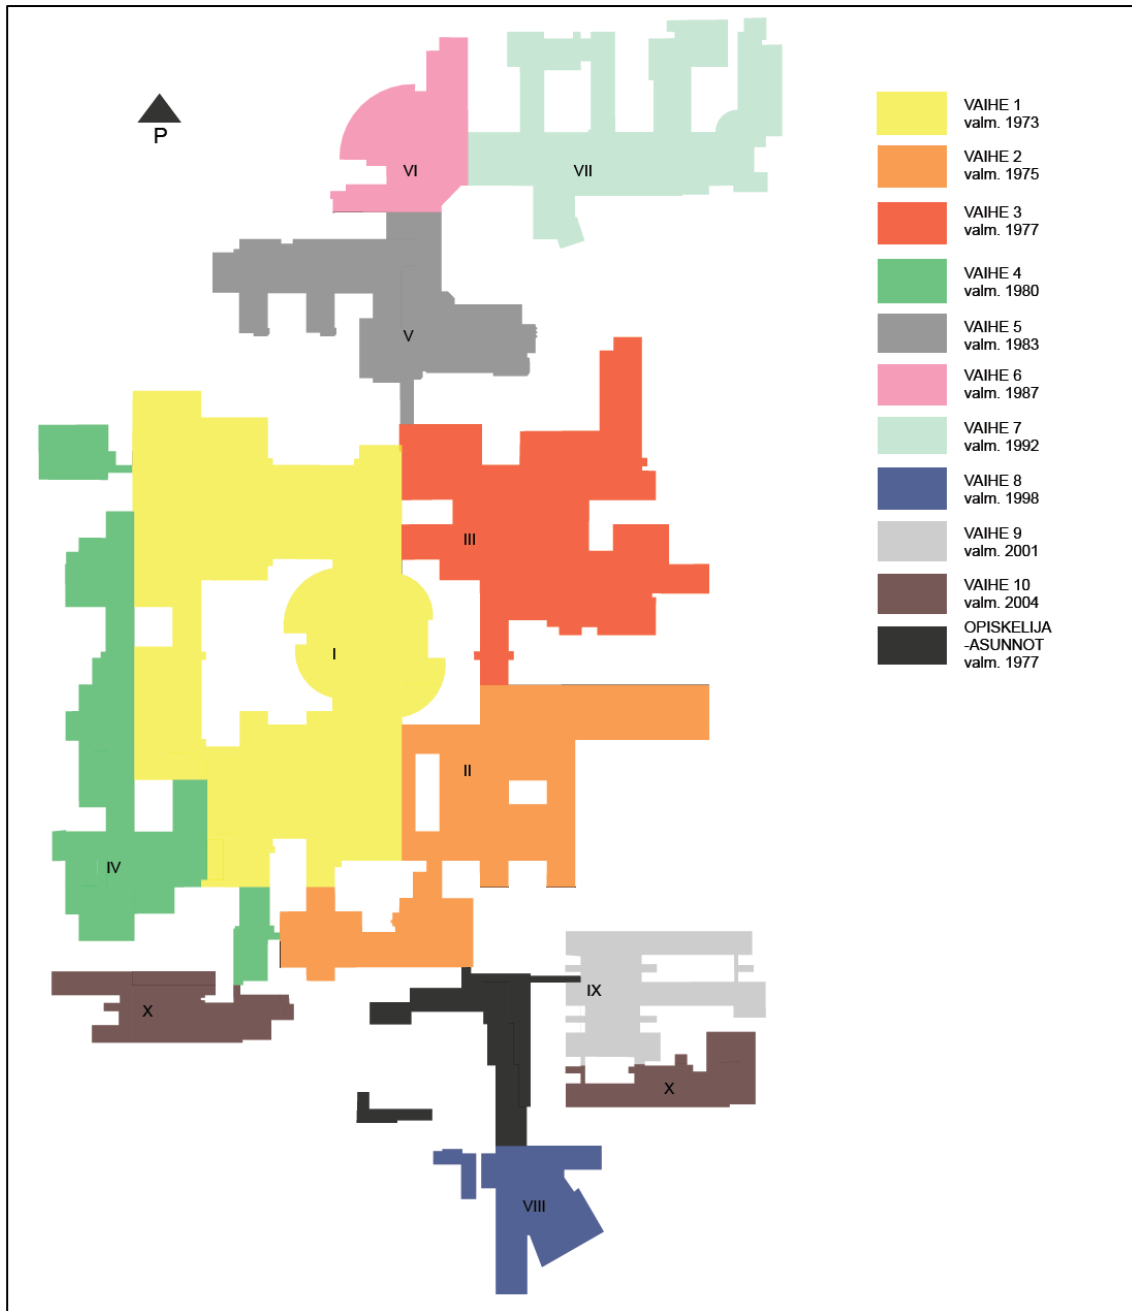 P
VI
VII
V
III
I
II
IV
X
IX
X
VIII
VAIHE 1
valm. 1973
VAIHE 2
valm. 1975
VAIHE 3
valm. 1977
VAIHE 4
valm. 1980
VAIHE 5
valm. 1983
VAIHE 6
valm. 1987
VAIHE 7
valm. 1992
VAIHE 8
valm. 1998
VAIHE 9
valm. 2001
VAIHE 10
valm. 2004
OPISKELIJA
-ASUNNOT
valm. 1977